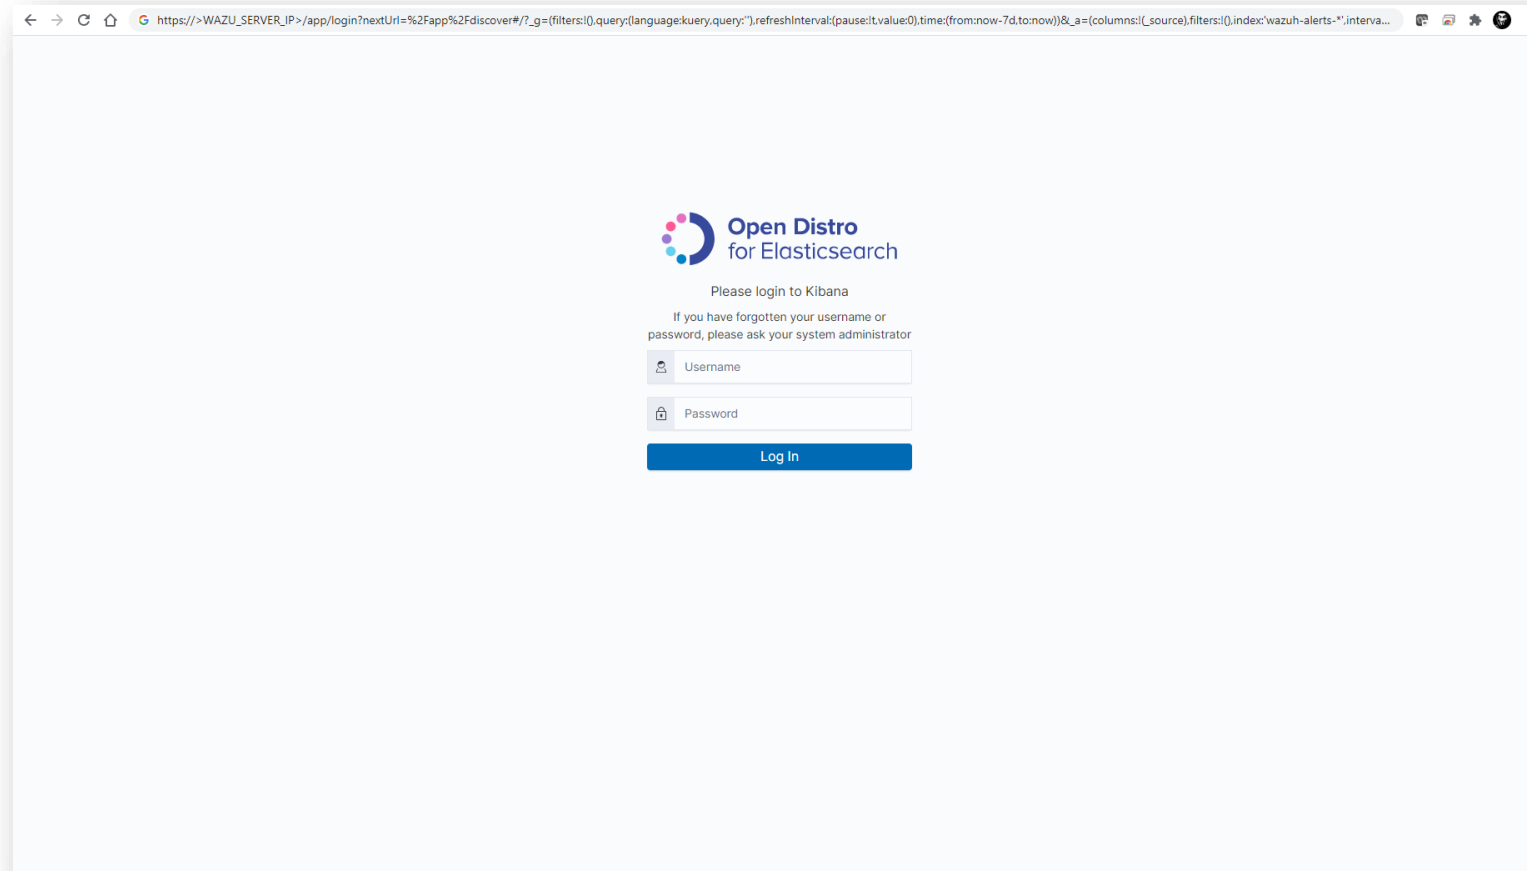 https://>WAZU_SERVER_IP>/app/login?nextUrl=%2Fapp%2Fdiscover#/?_g=(filters:!(),query:(language:kuery,query:''),refreshInterval:(pause:!t,value:0),time:(from:now-7d,to:now))&_a=(columns:!(_source),filters:!(),index:'wazuh-alerts-*',interva...
Open Distro
for Elasticsearch
Please login to Kibana
If you have forgotten your username or
password, please ask your system administrator
Username
Password
Log In